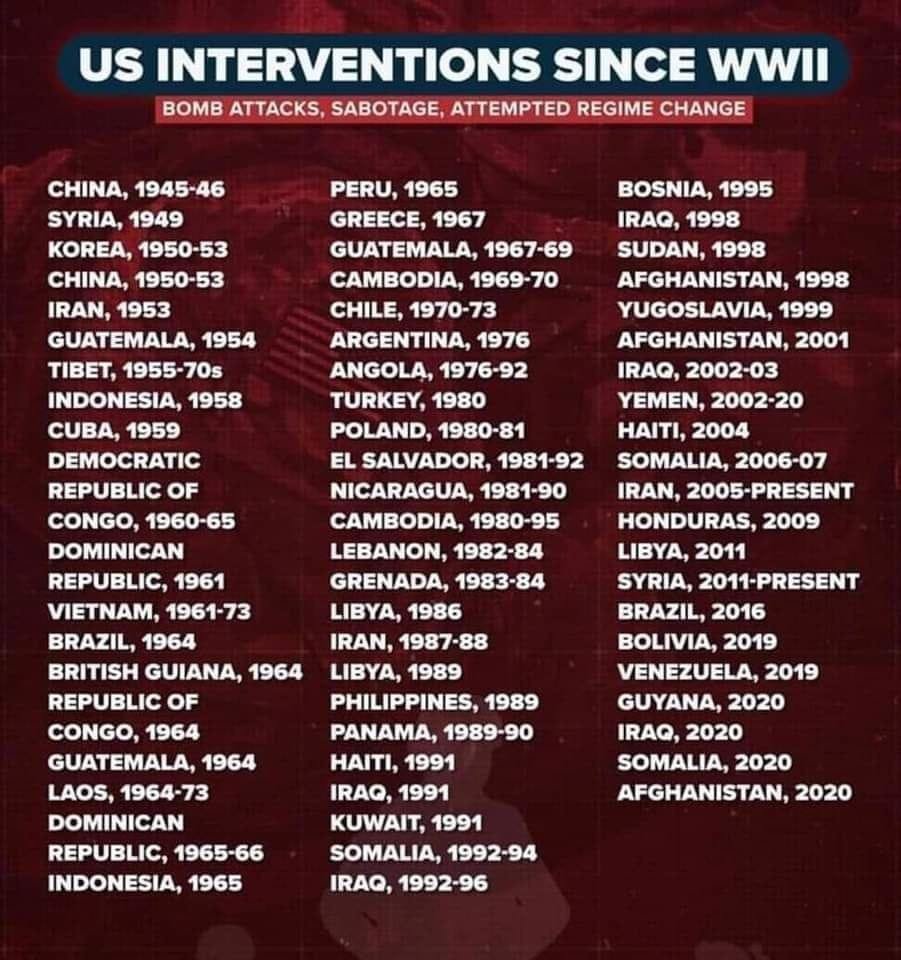 US INTERVENTIONS SINCE WWII
BOMB ATTACKS, SABOTAGE, ATTEMPTED REGIME CHANGE
CHINA, 1945-46
SYRIA, 1949
KOREA, 1950-53
CHINA, 1950-53
IRAN, 1953
GUATEMALA, 1954
TIBET, 1955-70s
INDONESIA, 1958
CUBA, 1959
DEMOCRATIC
REPUBLIC OF
CONGO, 1960-65
DOMINICAN
REPUBLIC, 1961
VIETNAM, 1961-73
BRAZIL, 1964
BRITISH GUIANA, 1964
REPUBLIC OF
CONGO, 1964
GUATEMALA, 1964
LAOS, 1964-73
DOMINICAN
REPUBLIC, 1965-66
INDONESIA, 1965
PERU, 1965
GREECE, 1967
GUATEMALA, 1967-69
CAMBODIA, 1969-70
CHILE, 1970-73
ARGENTINA, 1976
ANGOLA, 1976-92
TURKEY, 1980
POLAND, 1980-81
EL SALVADOR, 1981-92
NICARAGUA, 1981-90
CAMBODIA, 1980-95
LEBANON, 1982-84
GRENADA, 1983-84
LIBYA, 1986
IRAN, 1987-88
LIBYA, 1989
PHILIPPINES, 1989
PANAMA, 1989-90
HAITI, 1991
IRAQ, 1991
KUWAIT, 1991
SOMALIA, 1992-94
IRAQ, 1992-96
BOSNIA, 1995
IRAQ, 1998
SUDAN, 1998
AFGHANISTAN, 1998
YUGOSLAVIA, 1999
AFGHANISTAN, 2001
IRAQ, 2002-03
YEMEN, 2002-20
HAITI, 2004
SOMALIA, 2006-07
IRAN, 2005-PRESENT
HONDURAS, 2009
LIBYA, 2011
SYRIA, 2011-PRESENT
BRAZIL, 2016
BOLIVIA, 2019
VENEZUELA, 2019
GUYANA, 2020
IRAQ, 2020
SOMALIA, 2020
AFGHANISTAN, 2020